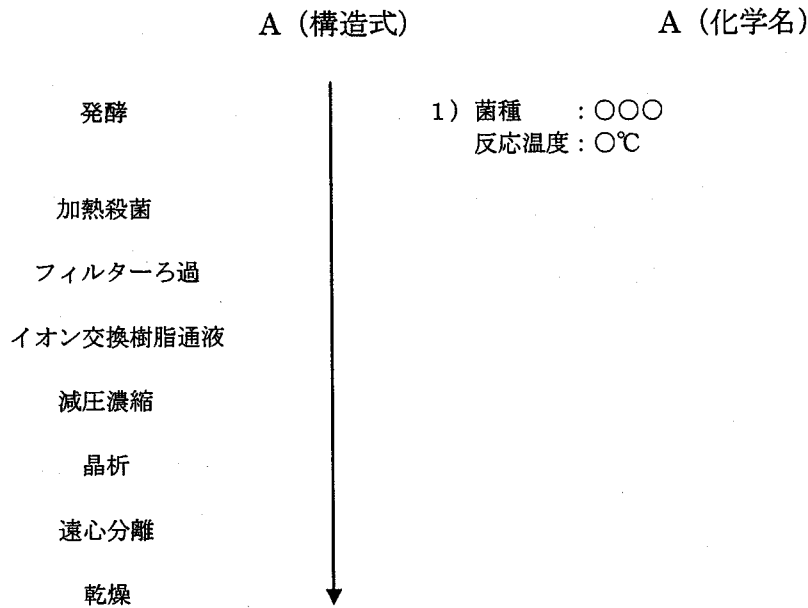 A（構造式） A（化学名）
発酵 1）菌種 ：○○○
反応温度：○℃
加熱殺菌
フィルターろ過
イオン交換樹脂通液
減圧濃縮
晶析
遠心分離
乾燥